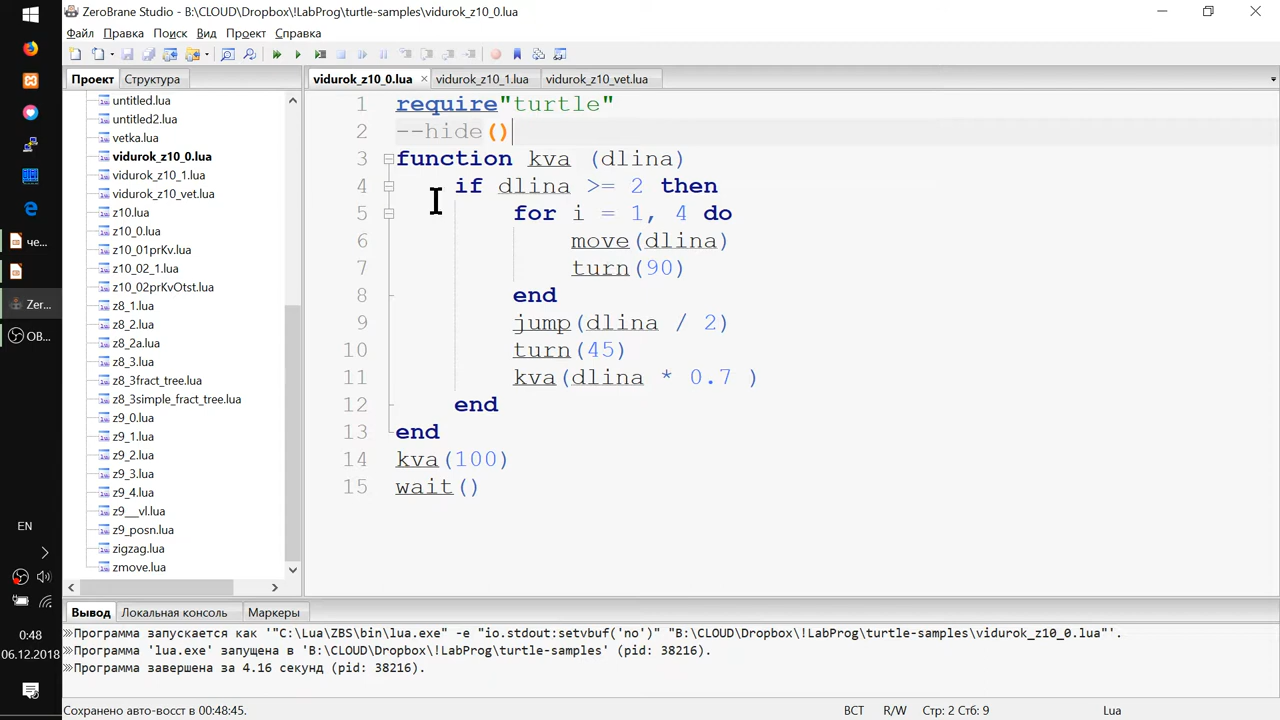 ZeroBrane Studio - B:\CLOUD\Dropbox\!LabProg\turtle-samples\vidurok_z10_0.lua
Файл Правка Поиск Вид Проект Справка
Проект Структура
vidurok_z10_0.lua vidurok_z10_1.lua vidurok_z10_vet.lua
untitled.lua
untitled2.lua
vetka.lua
vidurok_z10_0.lua
vidurok_z10_1.lua
vidurok_z10_vet.lua
z10.lua
z10_0.lua
z10_01prKv.lua
z10_02_1.lua
z10_02prKvOtst.lua
z8_1.lua
z8_2.lua
z8_2a.lua
z8_3.lua
z8_3fract_tree.lua
z8_3simple_fract_tree.lua
z9_0.lua
z9_1.lua
z9_2.lua
z9_3.lua
z9_4.lua
z9__vl.lua
z9_posn.lua
zigzag.lua
zmove.lua
1 require"turtle"
2 --hide()
3 function kva (dlina)
4 if dlina >= 2 then
5 for i = 1, 4 do
6 move(dlina)
7 turn(90)
8 end
9 jump(dlina / 2)
10 turn(45)
11 kva(dlina * 0.7 )
12 end
13 end
14 kva(100)
15 wait()
Вывод Локальная консоль Маркеры
Программа запускается как '"C:\Lua\ZBS\bin\lua.exe" -e "io.stdout:setvbuf('no')" "B:\CLOUD\Dropbox\!LabProg\turtle-samples\vidurok_z10_0.lua"'.
Программа 'lua.exe' запущена в 'B:\CLOUD\Dropbox\!LabProg\turtle-samples' (pid: 38216).
Программа завершена за 4.16 секунд (pid: 38216).
Сохранено авто-восст в 00:48:45. ВСТ R/W Стр: 2 Стб: 9 Lua
че...
Zer...
OB...
EN
0:48
06.12.2018